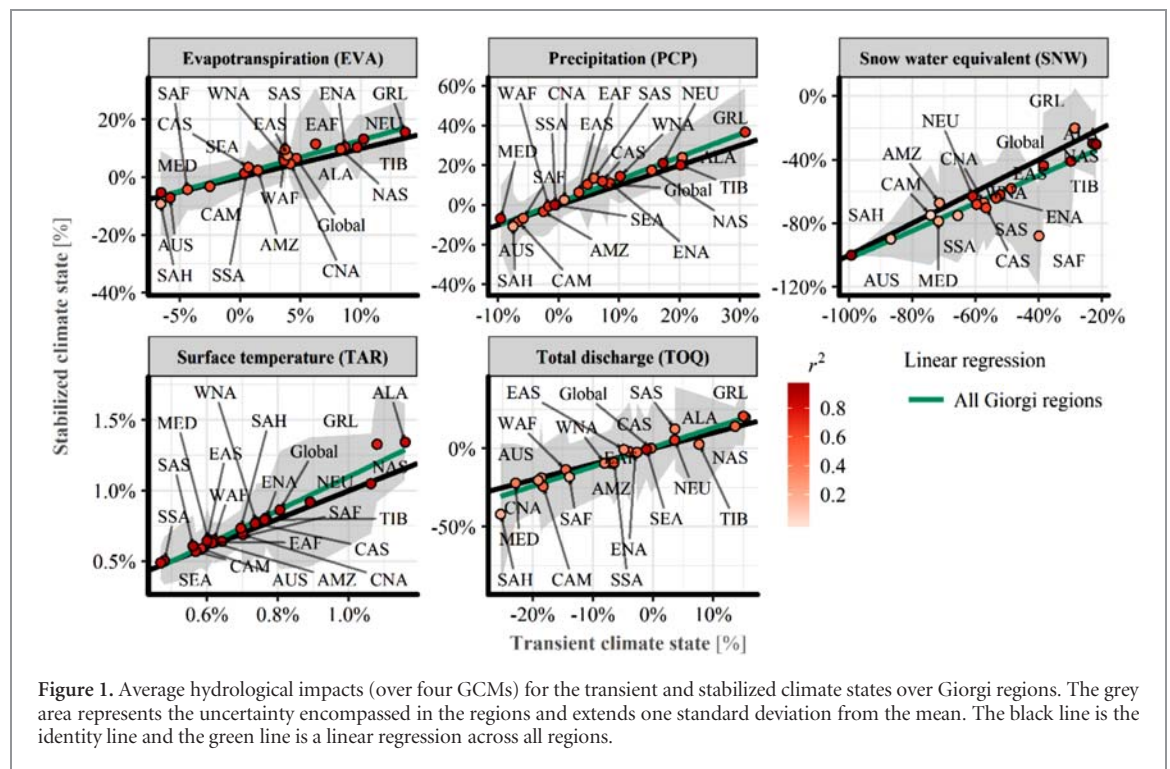 Evapotranspiration (EVA)
SAF WNA SAS ENA GRL
CAS EAS EAF NEU
MED SEA
CAM WAF ALA TIB
NAS
AUS AMZ Global
SAH SSA CNA
20%
0%
-20%
-40%
-5% 0% 5% 10%
Precipitation (PCP)
WAF CNA EAF SAS NEU
SSA EAS WNA GRL
MED SAF CAS ALA
Global TIB
SEA NAS
AUS AMZ ENA
SAH CAM
60%
40%
20%
0%
-20%
-40%
-10% 0% 10% 20% 30%
Snow water equivalent (SNW)
GRL
NEU Global ALA
AMZ CNA EAS NAS
CAM WNA TIB
SAH ENA
SSA SAS
AUS MED CAS SAF
0%
-40%
-80%
-120%
-100% -80% -60% -40% -20%
Surface temperature (TAR)
WNA ALA
MED SAH GRL
EAS Global
SAS NAS
WAF ENA NEU
SSA SAF TIB
EAF CAS
SEA CAM AUS AMZ CNA
1.5%
1.0%
0.5%
0.6% 1.0%
Total discharge (TOQ)
EAS Global SAS GRL
WAF WNA CAS ALA
AUS EAF NAS
CNA AMZ NEU
MED SAF SEA TIB
ENA
SAH CAM SSA
0%
-50%
-20% -10% 0% 10%
r²
0.8
0.6
0.4
0.2
Linear regression
All Giorgi regions
Stabilized climate state [%]
Transient climate state [%]
Figure 1. Average hydrological impacts (over four GCMs) for the transient and stabilized climate states over Giorgi regions. The grey
area represents the uncertainty encompassed in the regions and extends one standard deviation from the mean. The black line is the
identity line and the green line is a linear regression across all regions.